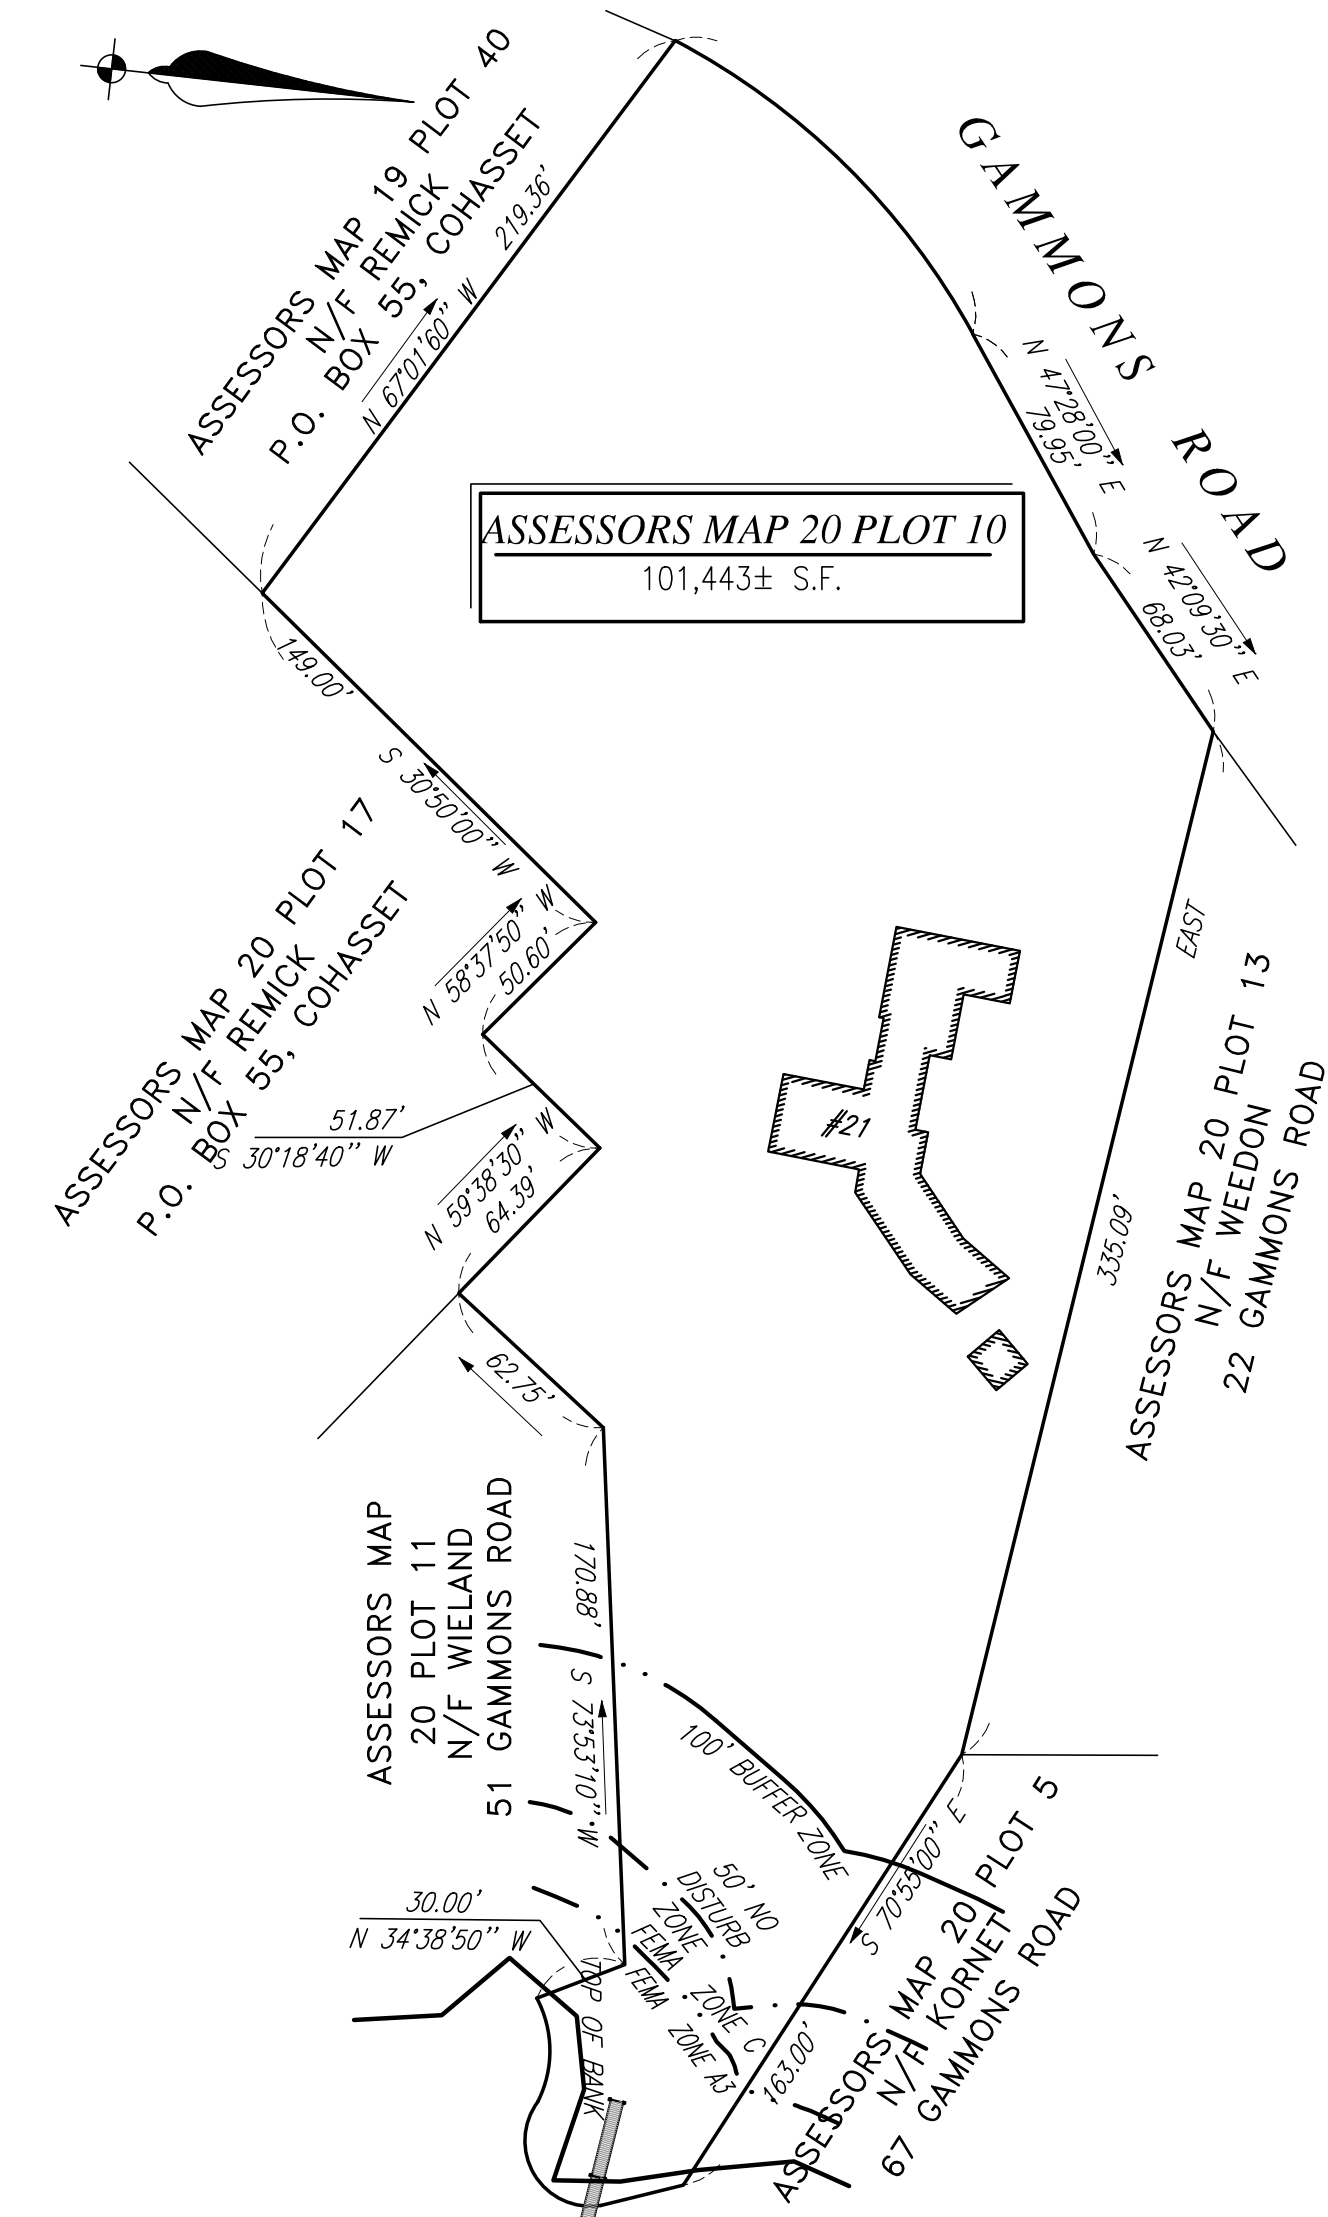 ASSESSORS MAP 19 PLOT 40
N/F REMICK
P.O. BOX 55, COHASSET
219.36'
N 67°01'60" W
GAMMONS ROAD
N 47°28'00" E
79.95'
N 42°09'30" E
68.03'
ASSESSORS MAP 20 PLOT 10
101,443± S.F.
149.00'
S 30°50'00" W
N 58°37'50" W
50.60'
ASSESSORS MAP 20 PLOT 17
N/F REMICK
P.O. BOX 55, COHASSET
51.87'
S 30°18'40" W
N 59°38'30" W
64.39'
62.75'
#21
EAST
335.09'
ASSESSORS MAP 20 PLOT 13
N/F WEEDON
22 GAMMONS ROAD
ASSESSORS MAP
20 PLOT 11
N/F WIELAND
51 GAMMONS ROAD
170.88'
S 73°53'10" W
100' BUFFER ZONE
50' NO
DISTURB
ZONE
FEMA ZONE C
FEMA ZONE A3
30.00'
N 34°38'50" W
TOP OF BANK
S 70°55'00" E
163.00'
ASSESSORS MAP 20 PLOT 5
N/F KORNET
67 GAMMONS ROAD